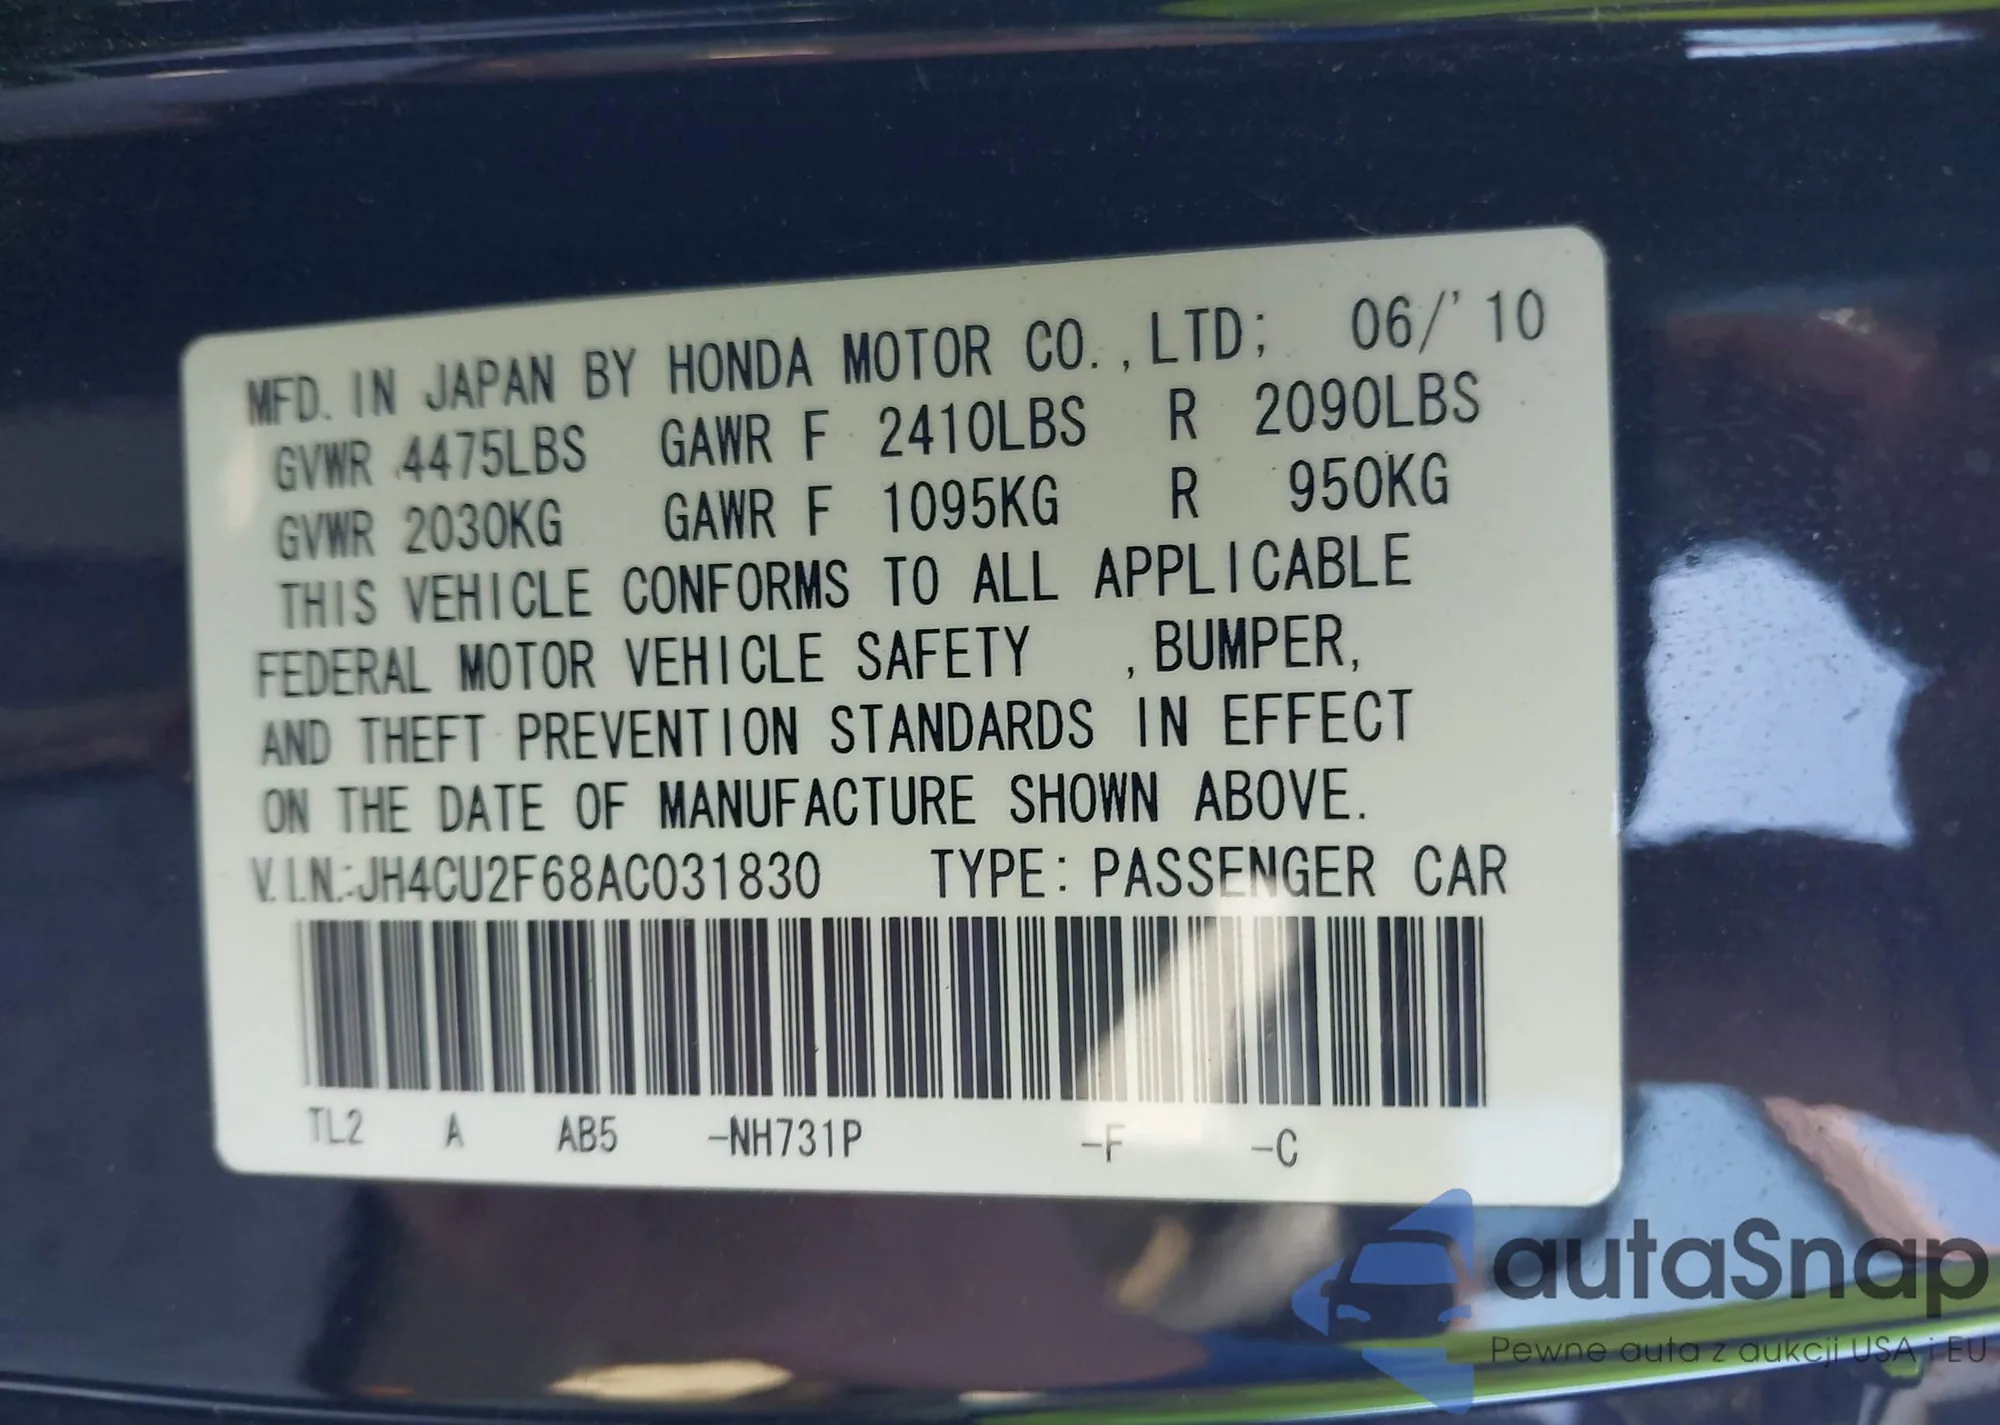 MFD. IN JAPAN BY HONDA MOTOR CO.,LTD; 06/'10
GVWR 4475LBS GAWR F 2410LBS R 2090LBS
GVWR 2030KG GAWR F 1095KG R 950KG
THIS VEHICLE CONFORMS TO ALL APPLICABLE
FEDERAL MOTOR VEHICLE SAFETY ,BUMPER,
AND THEFT PREVENTION STANDARDS IN EFFECT
ON THE DATE OF MANUFACTURE SHOWN ABOVE.
V.I.N.:JH4CU2F68AC031830 TYPE: PASSENGER CAR
TL2 A AB5 -NH731P -F -C
autaSnap
Pewne auta z aukcji USA i EU